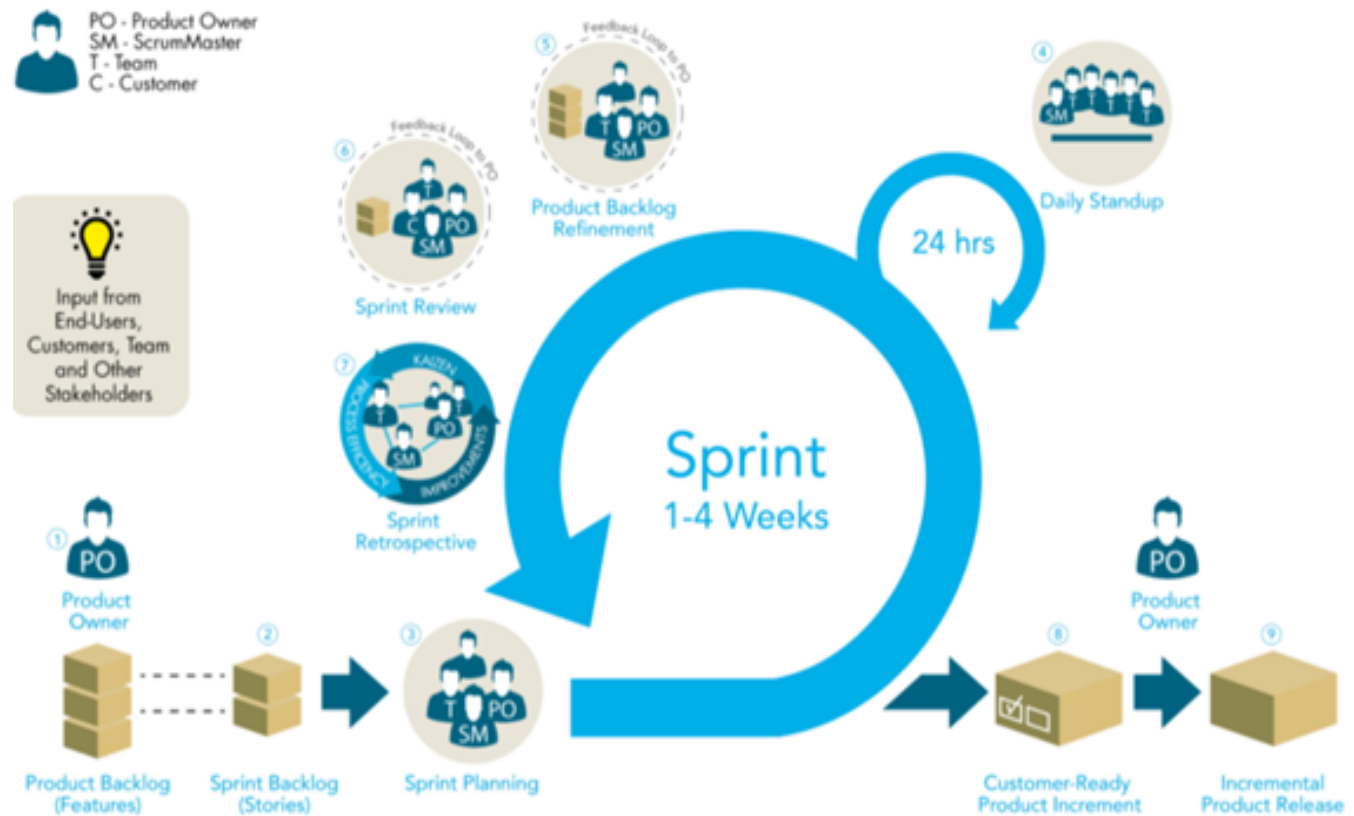 PO - Product Owner
SM - ScrumMaster
T - Team
C - Customer
Input from
End-Users,
Customers, Team
and Other
Stakeholders
1
PO
Product
Owner
Product Backlog
(Features)
2
Sprint Backlog
(Stories)
3
T
PO
SM
Sprint Planning
4
SM
T
T
T
T
T
Daily Standup
24 hrs
5
Feedback Loop to PO
T
PO
SM
Product Backlog
Refinement
6
Feedback Loop to PO
T
C
PO
SM
Sprint Review
7
KAIZEN
PROCESS EFFICENCY
IMPROVEMENTS
T
T
T
PO
SM
Sprint
Retrospective
Sprint
1-4 Weeks
8
Customer-Ready
Product Increment
PO
Product
Owner
9
Incremental
Product Release